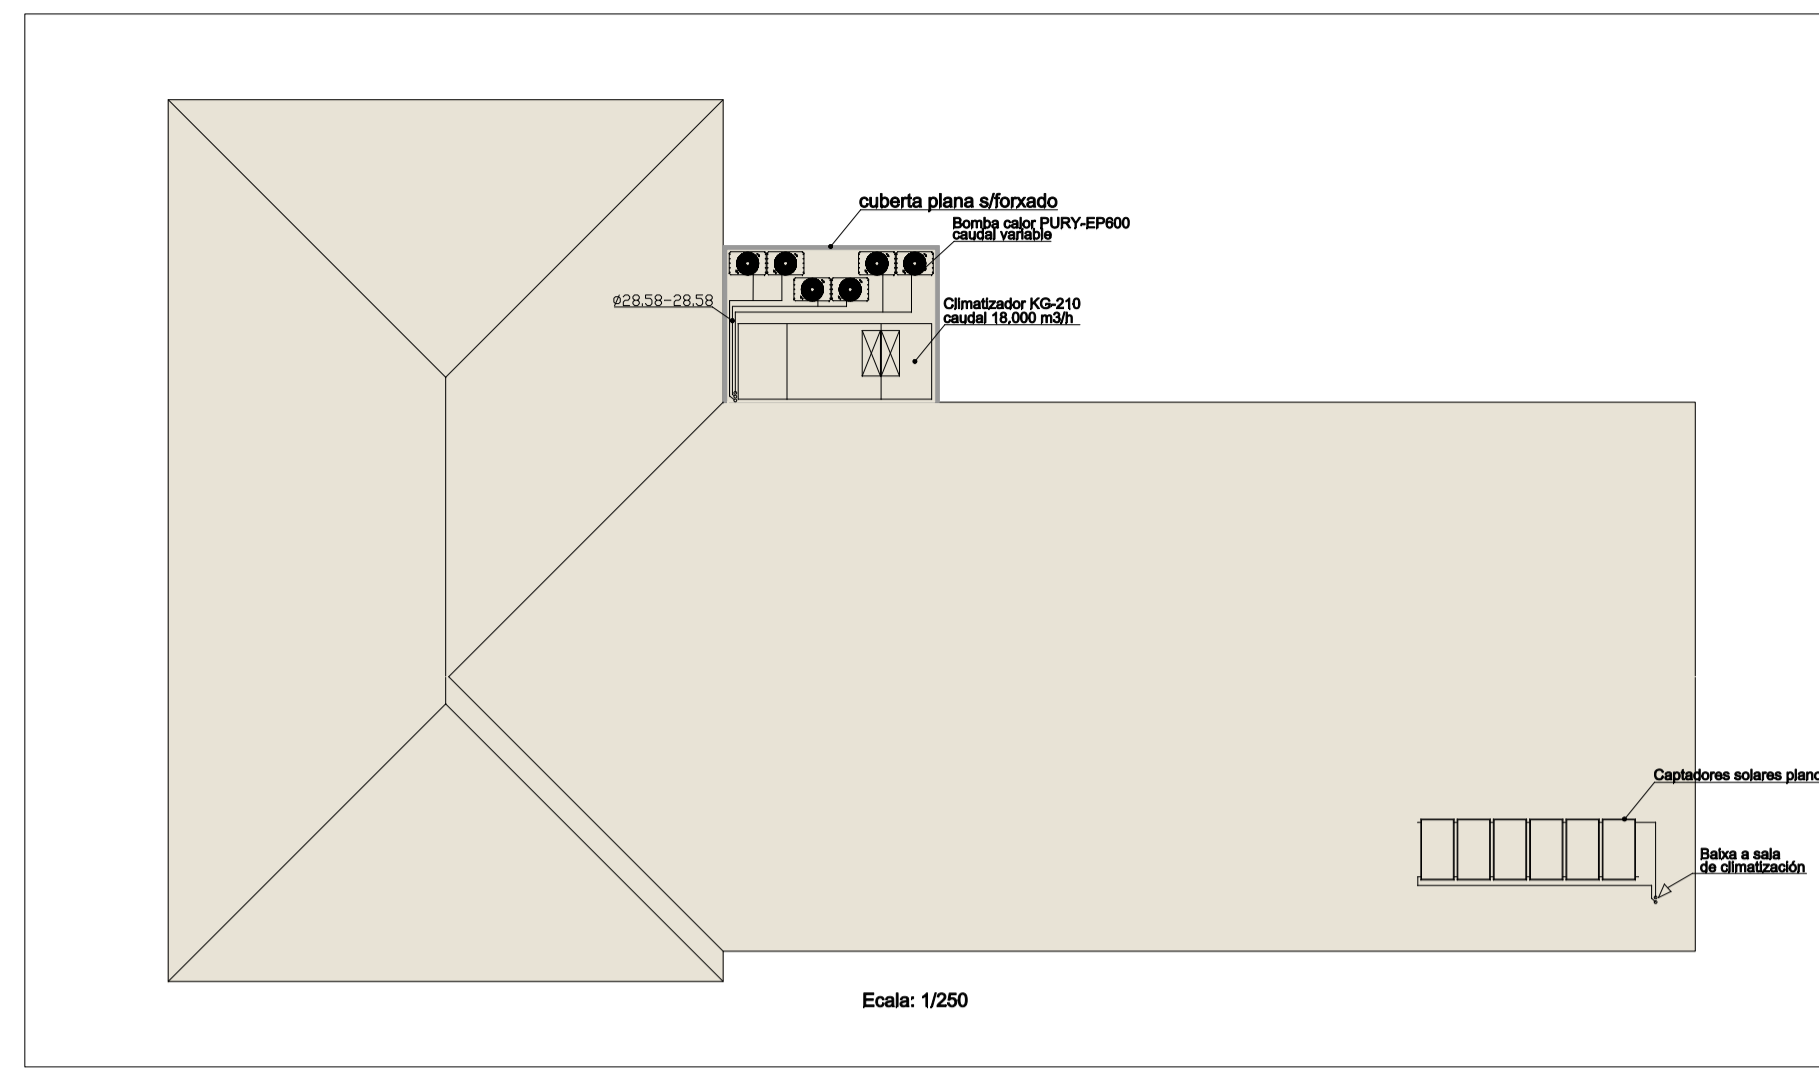 cuberta plana s/forxado
Bomba calor PURY-EP600
caudal variable
ø28.58-28.58
Climatizador KG-210
caudal 18.000 m3/h
Captadores solares plano
Baixa a sala
de climatización
Ecala: 1/250